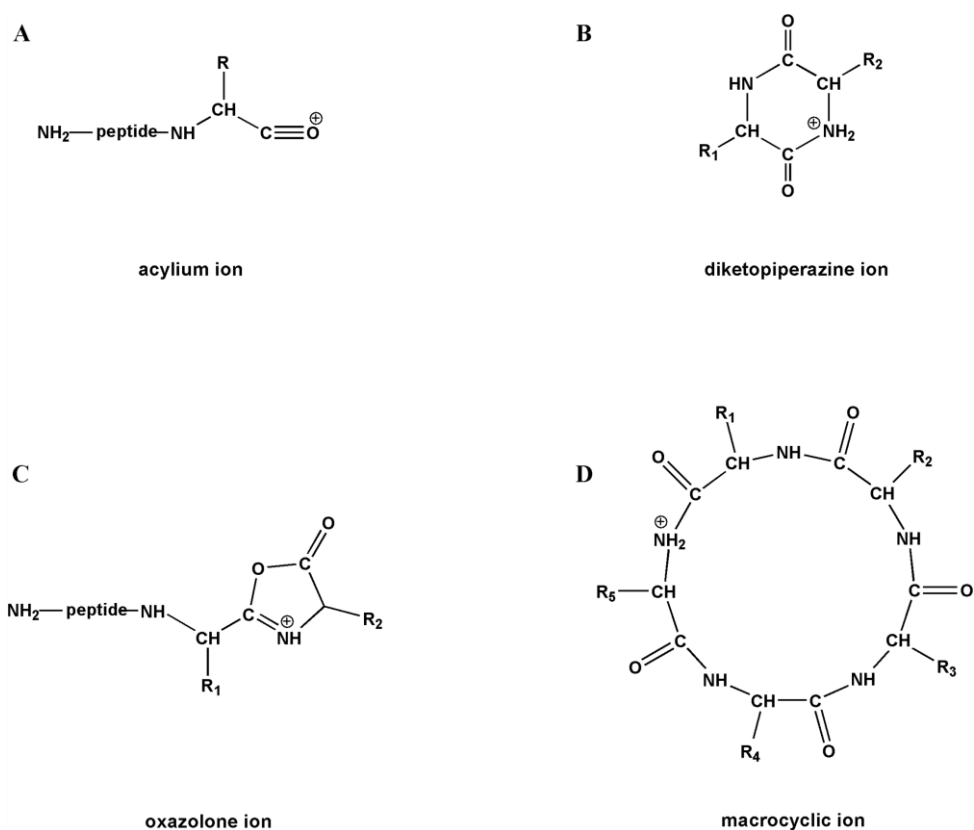 A
R
CH
NH₂ peptide NH C O
⊕
acylium ion
B
O
C R₂
HN CH
CH ⊕ NH₂
R₁ C
O
diketopiperazine ion
C
O
O C
NH₂ peptide NH C ⊕ R₂
CH NH
R₁
oxazolone ion
D
R₁ O
O CH NH C R₂
C CH
⊕
NH₂ NH
R₅ CH C O
O C CH R₃
NH NH
CH C
R₄ O
macrocyclic ion